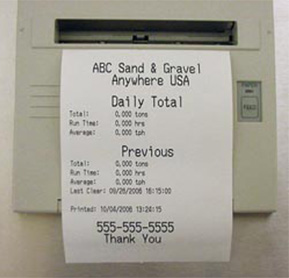 ABC Sand & Gravel
Anywhere USA
Daily Total
Total: 0.000 tons
Run Time: 0.000 hrs
Average: 0.000 tph
Previous
Total: 0.000 tons
Run Time: 0.000 hrs
Average: 0.000 tph
Last Clear: 09/26/2006 16:15:00
Printed: 10/04/2006 13:24:15
555-555-5555
Thank You
FEED